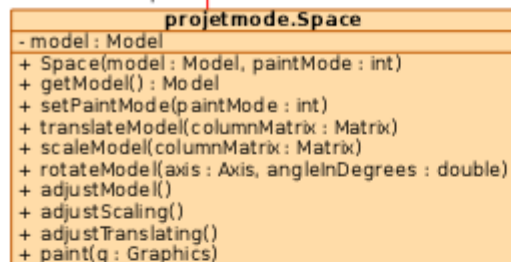 projetmode.Space
- model : Model
+ Space(model : Model, paintMode : int)
+ getModel() : Model
+ setPaintMode(paintMode : int)
+ translateModel(columnMatrix : Matrix)
+ scaleModel(columnMatrix : Matrix)
+ rotateModel(axis : Axis, angleInDegrees : double)
+ adjustModel()
+ adjustScaling()
+ adjustTranslating()
+ paint(g : Graphics)